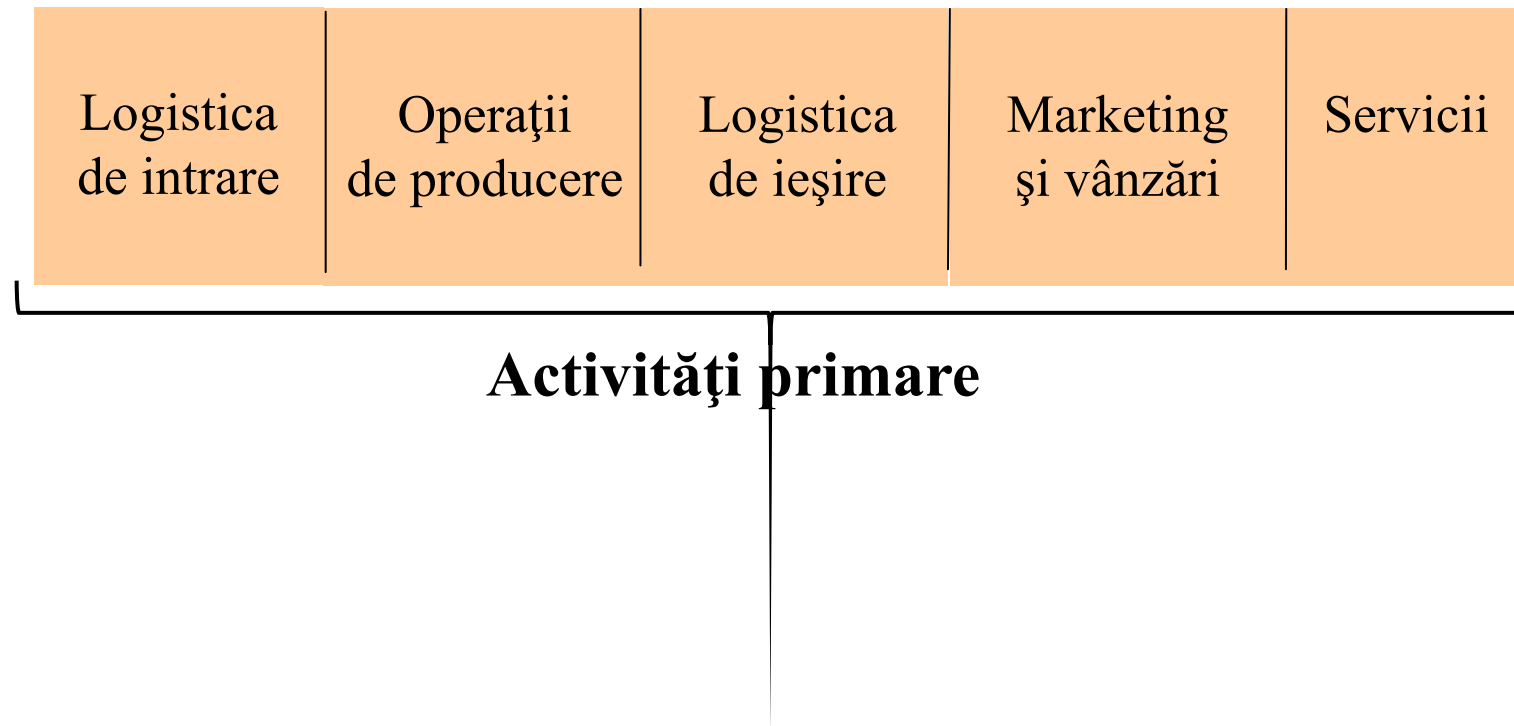 Logistica
de intrare
Operaţii
de producere
Logistica
de ieşire
Marketing
şi vânzări
Servicii
Activităţi primare